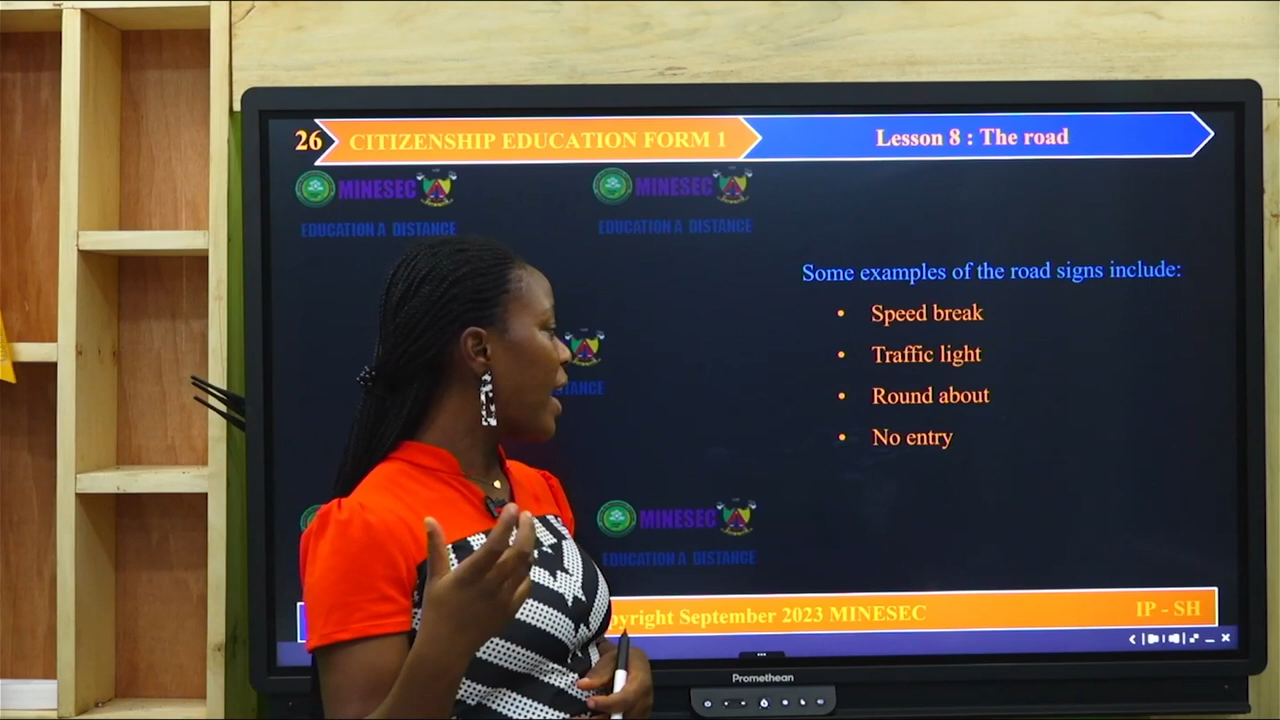 26
CITIZENSHIP EDUCATION FORM 1
Lesson 8 : The road
MINESEC
EDUCATION A DISTANCE
MINESEC
EDUCATION A DISTANCE
Some examples of the road signs include:
• Speed break
• Traffic light
• Round about
• No entry
MINESEC
EDUCATION A DISTANCE
September 2023 MINESEC
IP - SH
Promethean